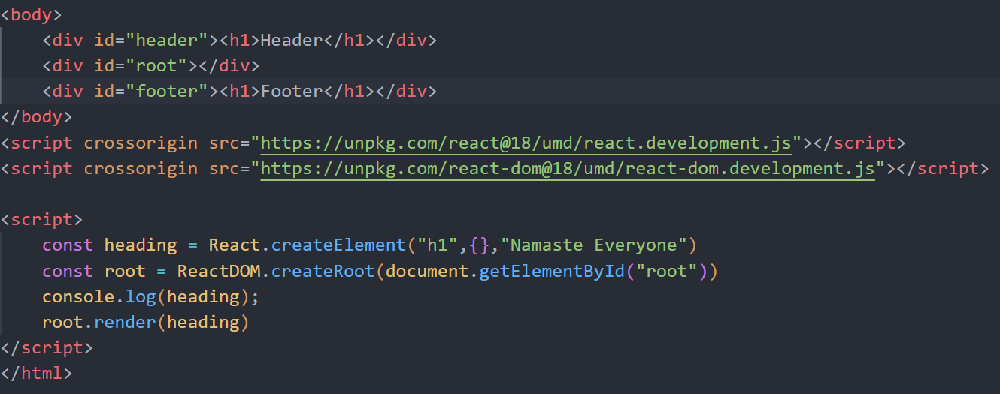 <body>
    <div id="header"><h1>Header</h1></div>
    <div id="root"></div>
    <div id="footer"><h1>Footer</h1></div>
</body>
<script crossorigin src="https://unpkg.com/react@18/umd/react.development.js"></script>
<script crossorigin src="https://unpkg.com/react-dom@18/umd/react-dom.development.js"></script>

<script>
    const heading = React.createElement("h1",{},"Namaste Everyone")
    const root = ReactDOM.createRoot(document.getElementById("root"))
    console.log(heading);
    root.render(heading)
</script>
</html>